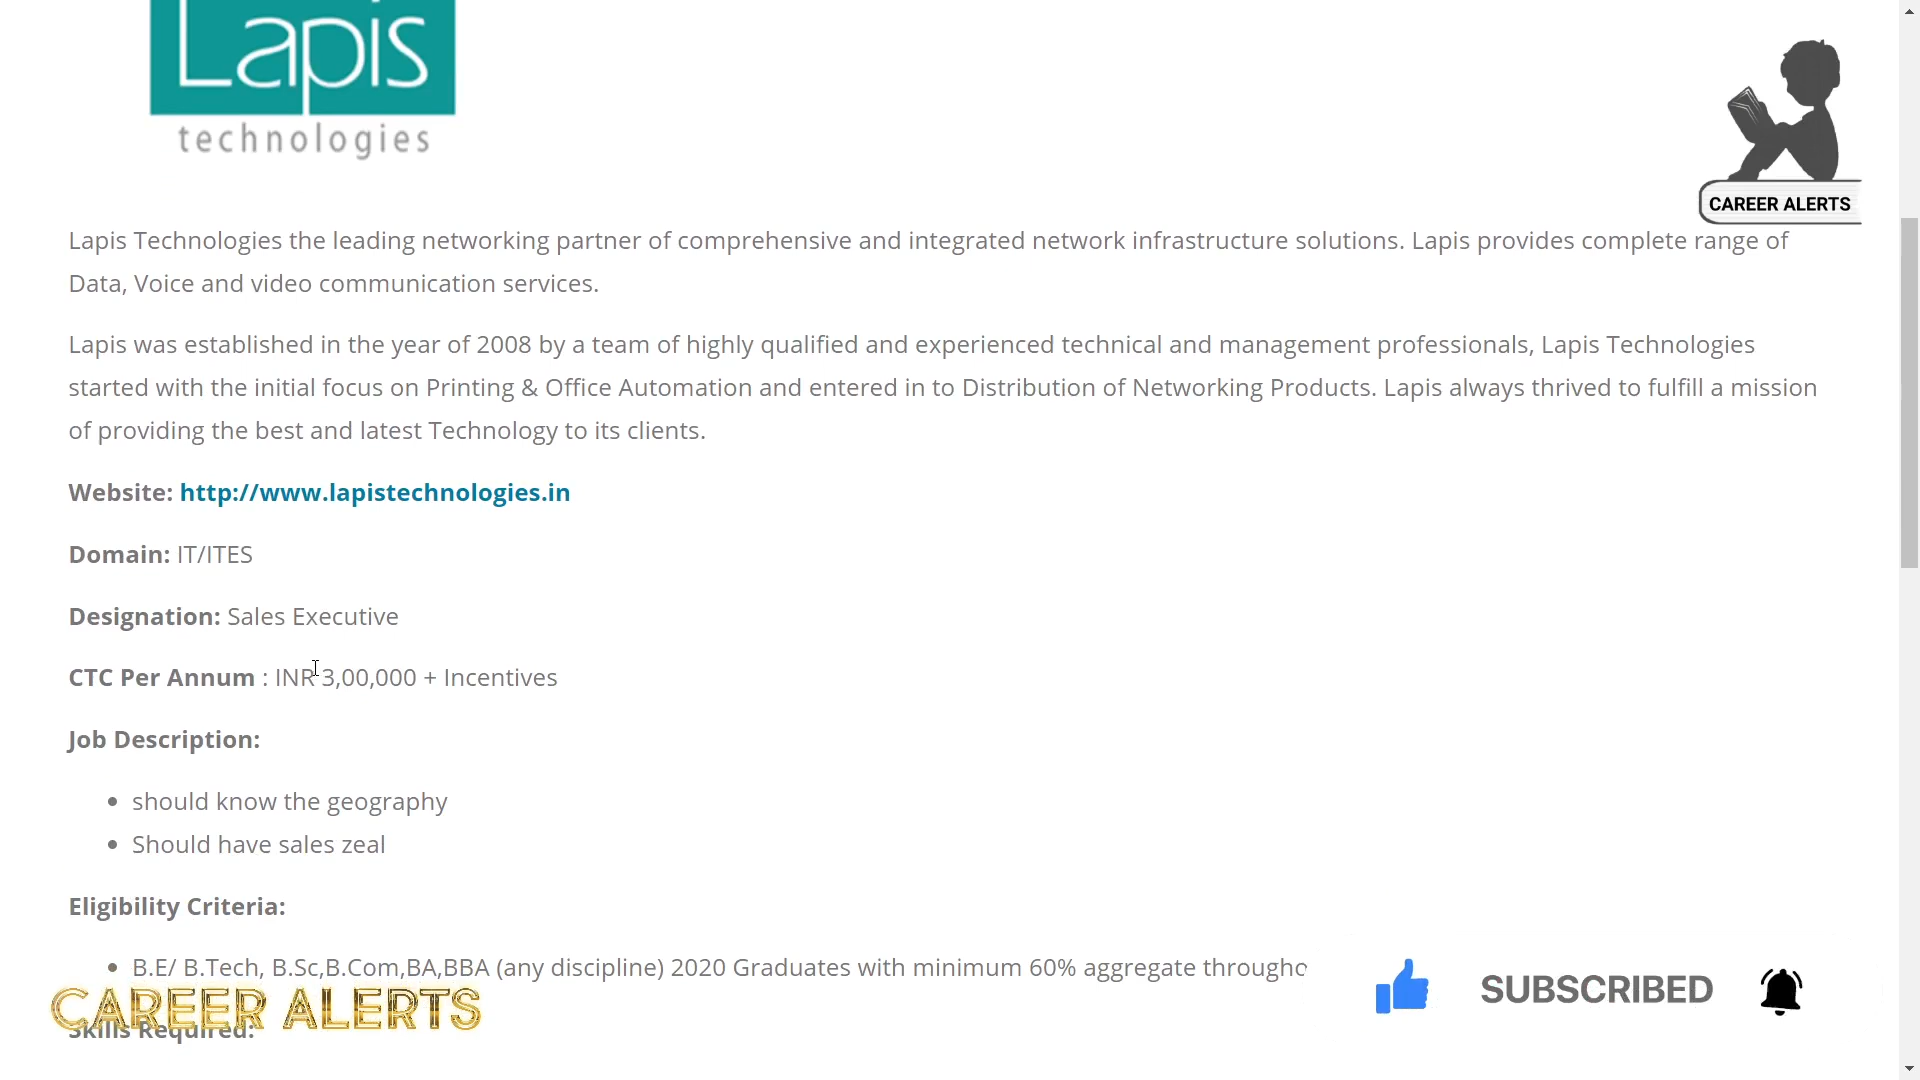 Lapis
technologies
CAREER ALERTS
Lapis Technologies the leading networking partner of comprehensive and integrated network infrastructure solutions. Lapis provides complete range of
Data, Voice and video communication services.
Lapis was established in the year of 2008 by a team of highly qualified and experienced technical and management professionals, Lapis Technologies
started with the initial focus on Printing & Office Automation and entered in to Distribution of Networking Products. Lapis always thrived to fulfill a mission
of providing the best and latest Technology to its clients.
Website: http://www.lapistechnologies.in
Domain: IT/ITES
Designation: Sales Executive
CTC Per Annum : INR 3,00,000 + Incentives
Job Description:
• should know the geography
• Should have sales zeal
Eligibility Criteria:
• B.E/ B.Tech, B.Sc,B.Com,BA,BBA (any discipline) 2020 Graduates with minimum 60% aggregate
SUBSCRIBED
CAREER ALERTS
Skills Required: